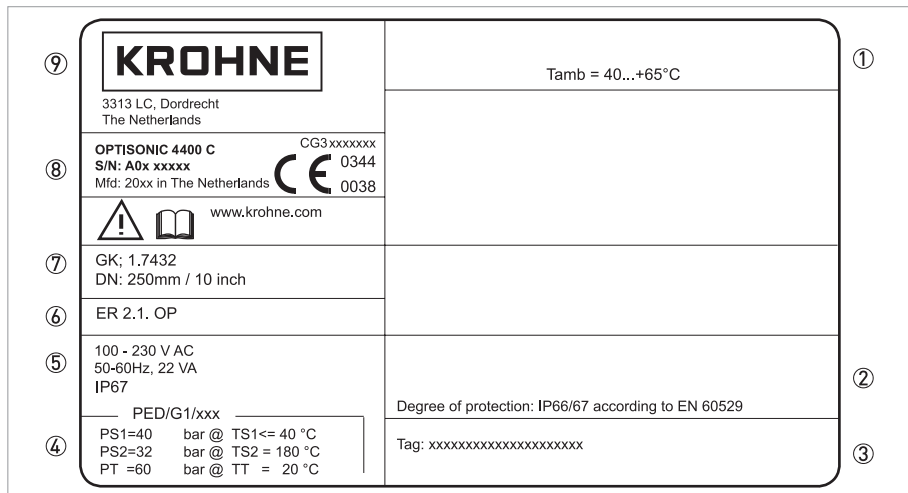 ⑨
KROHNE
3313 LC, Dordrecht
The Netherlands
①
Tamb = 40...+65°C
⑧
OPTISONIC 4400 C
S/N: A0x xxxxx
Mfd: 20xx in The Netherlands
CG3xxxxxxx
CE
0344
0038
www.krohne.com
⑦
GK; 1.7432
DN: 250mm / 10 inch
⑥
ER 2.1. OP
⑤
100 - 230 V AC
50-60Hz, 22 VA
IP67
②
Degree of protection: IP66/67 according to EN 60529
④
PED/G1/xxx
PS1=40 bar @ TS1<= 40 °C
PS2=32 bar @ TS2 = 180 °C
PT =60 bar @ TT = 20 °C
Tag: xxxxxxxxxxxxxxxxxxxxx
③